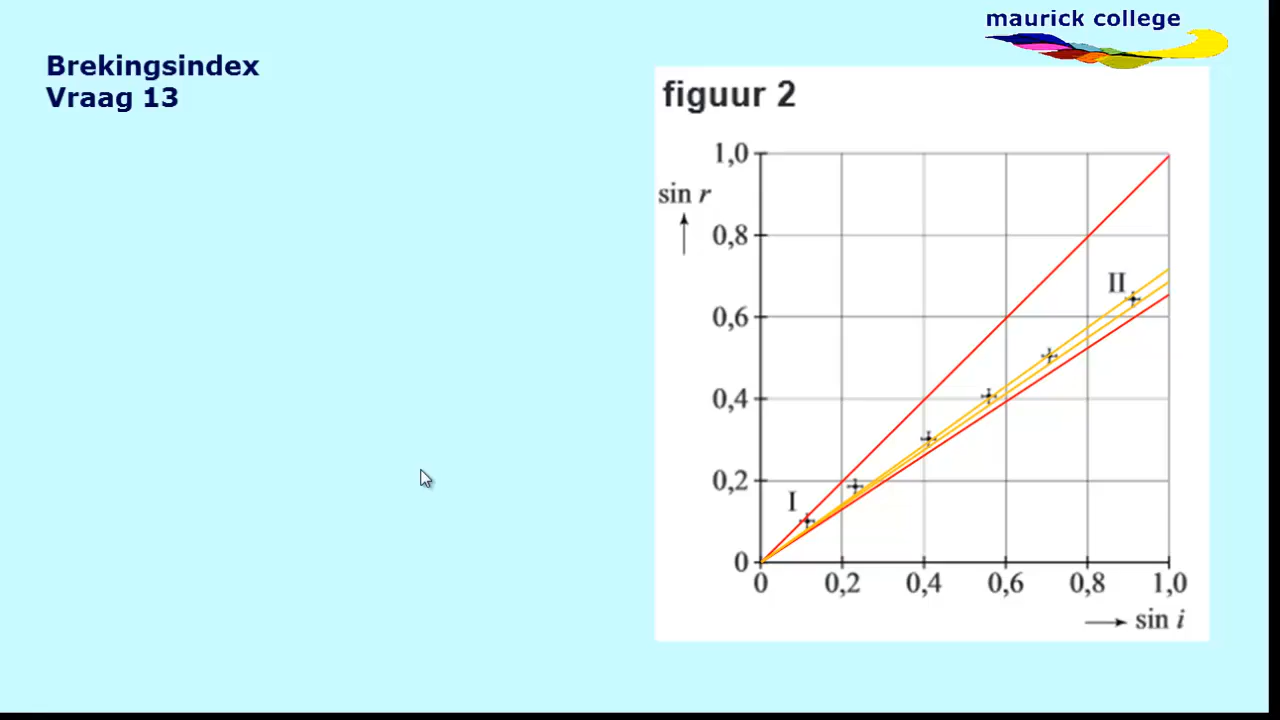 maurick college
Brekingsindex
Vraag 13
figuur 2
1,0
sin r
0,8
II
0,6
0,4
I
0,2
0
0 0,2 0,4 0,6 0,8 1,0
sin i